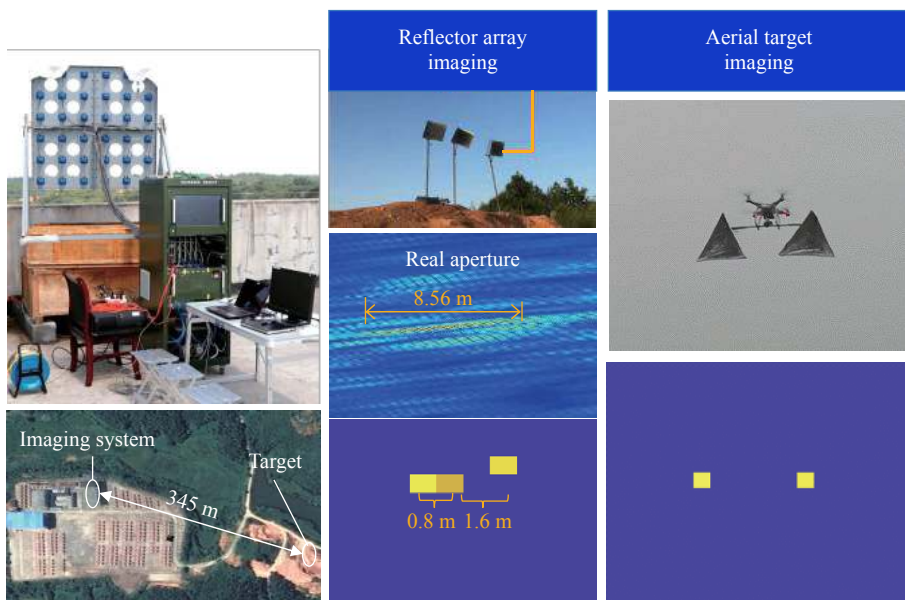 Reflector array
imaging
Aerial target
imaging
Real aperture
8.56 m
Imaging system
Target
345 m
0.8 m
1.6 m